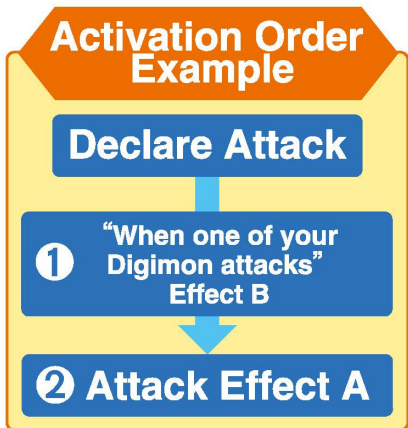 Activation Order
Example
Declare Attack
❶ “When one of your
Digimon attacks”
Effect B
❷ Attack Effect A